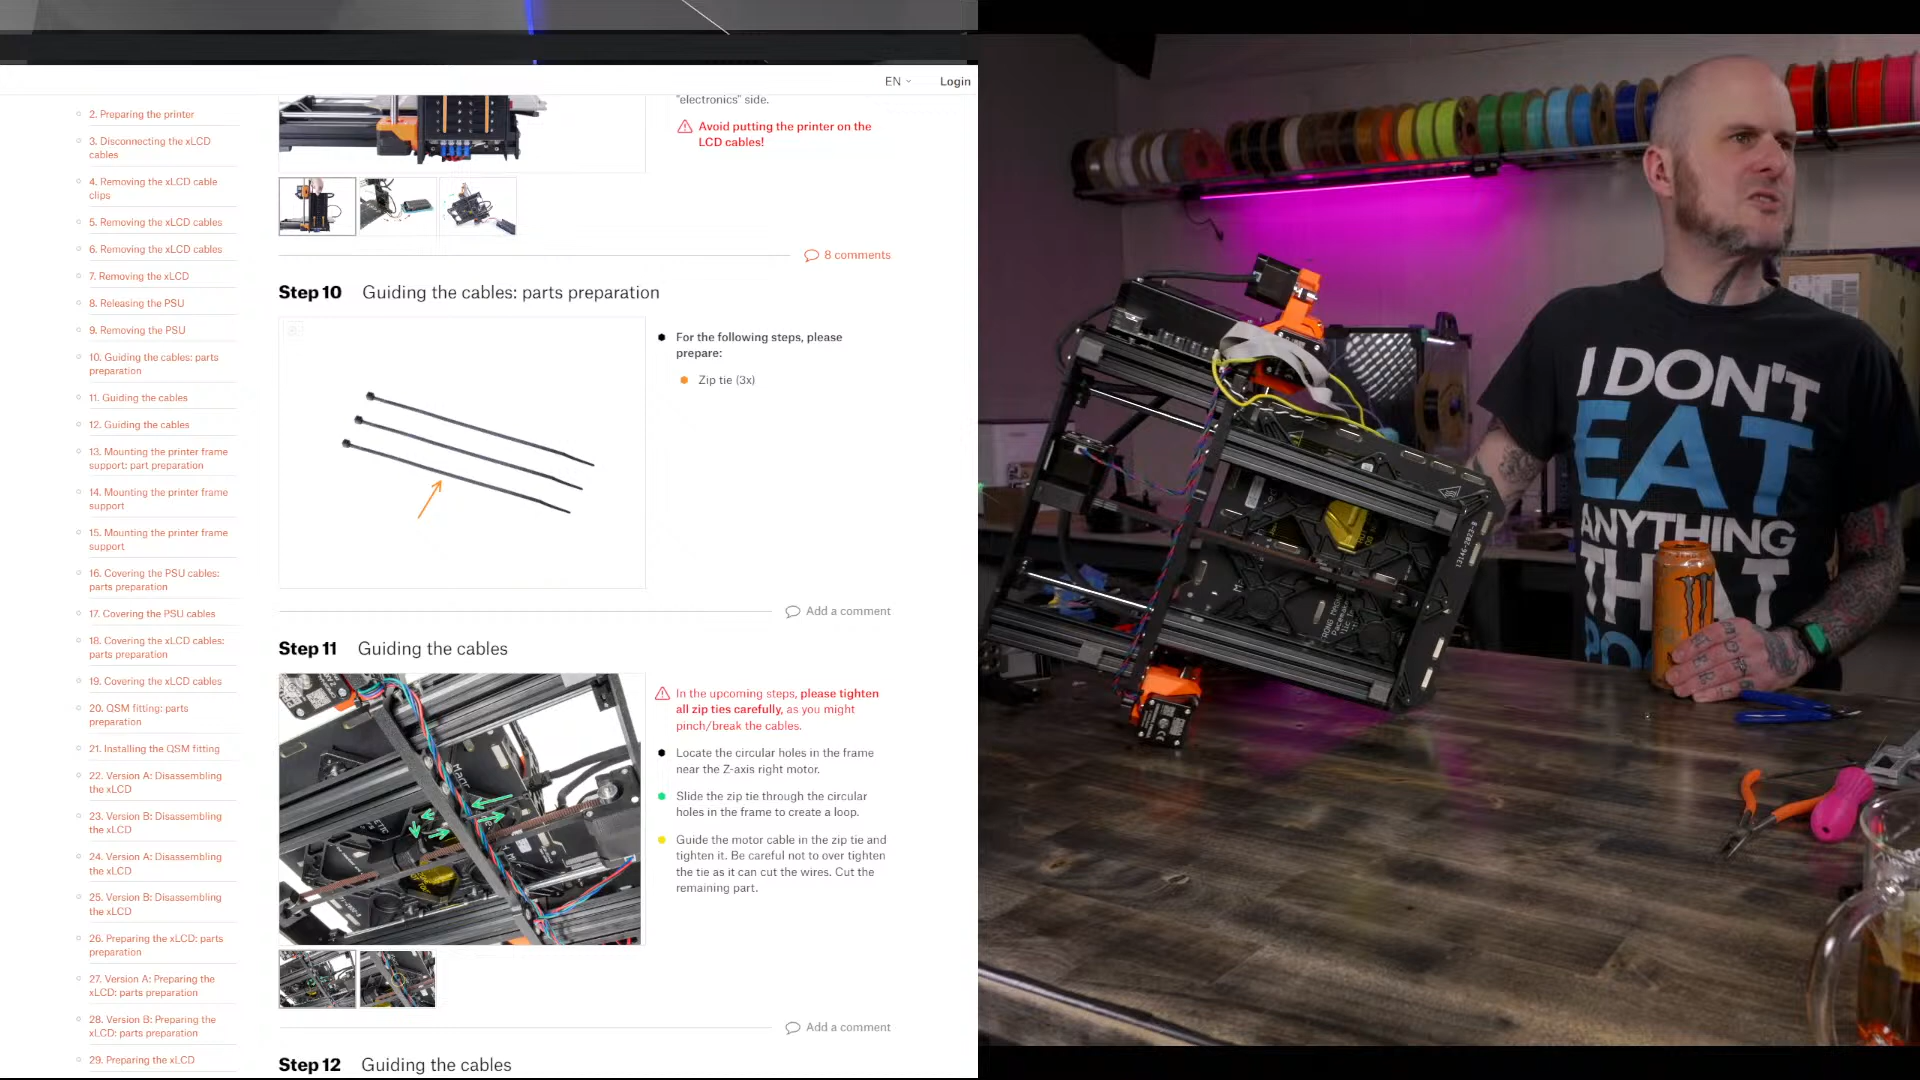 EN
Login
2. Preparing the printer
3. Disconnecting the xLCD
cables
4. Removing the xLCD cable
clips
5. Removing the xLCD cables
6. Removing the xLCD cables
7. Removing the xLCD
8. Releasing the PSU
9. Removing the PSU
10. Guiding the cables: parts
preparation
11. Guiding the cables
12. Guiding the cables
13. Mounting the printer frame
support: part preparation
14. Mounting the printer frame
support
15. Mounting the printer frame
support
16. Covering the PSU cables:
parts preparation
17. Covering the PSU cables
18. Covering the xLCD cables:
parts preparation
19. Covering the xLCD cables
20. QSM fitting: parts
preparation
21. Installing the QSM fitting
22. Version A: Disassembling
the xLCD
23. Version B: Disassembling
the xLCD
24. Version A: Disassembling
the xLCD
25. Version B: Disassembling
the xLCD
26. Preparing the xLCD: parts
preparation
27. Version A: Preparing the
xLCD: parts preparation
28. Version B: Preparing the
xLCD: parts preparation
29. Preparing the xLCD
"electronics" side.
Avoid putting the printer on the
LCD cables!
8 comments
Step 10 Guiding the cables: parts preparation
For the following steps, please
prepare:
Zip tie (3x)
Add a comment
Step 11 Guiding the cables
In the upcoming steps, please tighten
all zip ties carefully, as you might
pinch/break the cables.
Locate the circular holes in the frame
near the Z-axis right motor.
Slide the zip tie through the circular
holes in the frame to create a loop.
Guide the motor cable in the zip tie and
tighten it. Be careful not to over tighten
the tie as it can cut the wires. Cut the
remaining part.
Add a comment
Step 12 Guiding the cables
I DON'T
EAT
ANYTHING
THAT